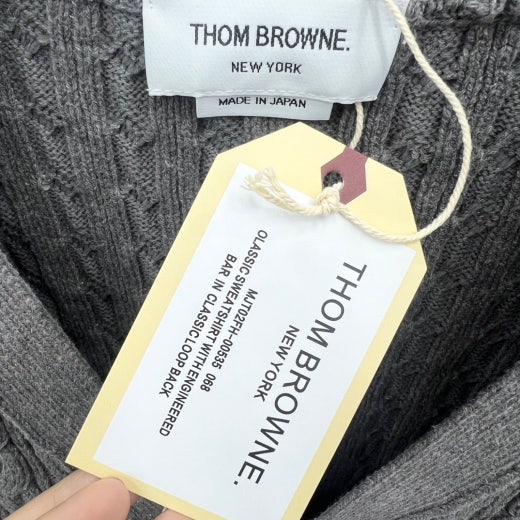 THOM BROWNE.
NEW YORK
MADE IN JAPAN
THOM BROWNE.
NEW YORK
MJT02FH-00535 068
CLASSIC SWEATSHIRT WITH ENGINEERED
BAR IN CLASSIC LOOP BACK